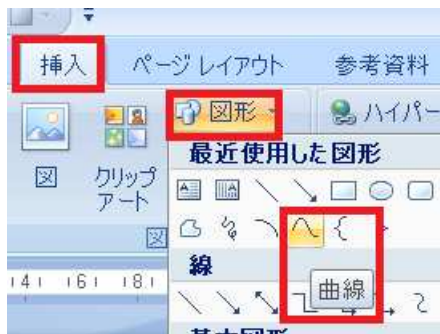 挿入 ページ レイアウト 参考資料
図形 ハイパー
最近使用した図形
図 クリップ
アート
線
曲線
基本図形